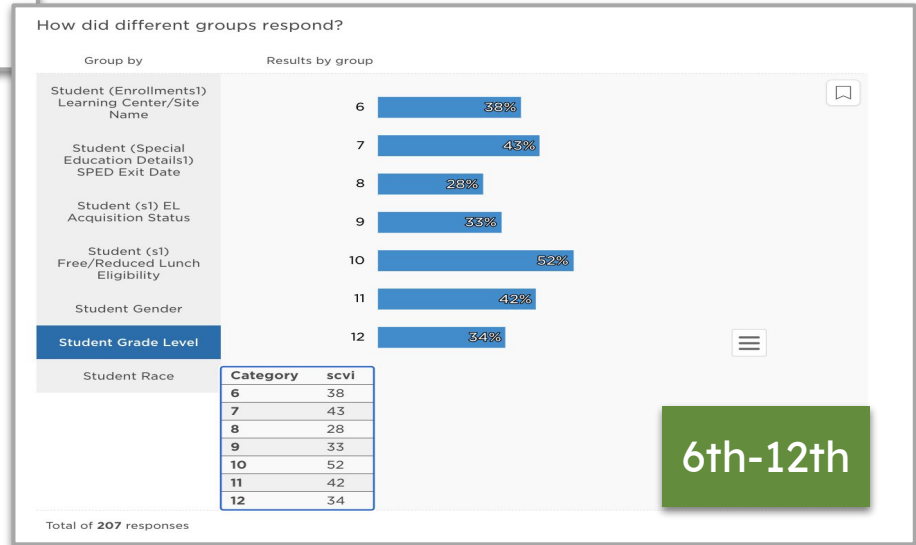 How did different groups respond?
Group by
Results by group
Student (Enrollments1)
Learning Center/Site
Name
Student (Special
Education Details1)
SPED Exit Date
Student (s1) EL
Acquisition Status
Student (s1)
Free/Reduced Lunch
Eligibility
Student Gender
Student Grade Level
Student Race
6 38%
7 43%
8 28%
9 33%
10 52%
11 42%
12 34%
Category scvi
6 38
7 43
8 28
9 33
10 52
11 42
12 34
6th-12th
Total of 207 responses